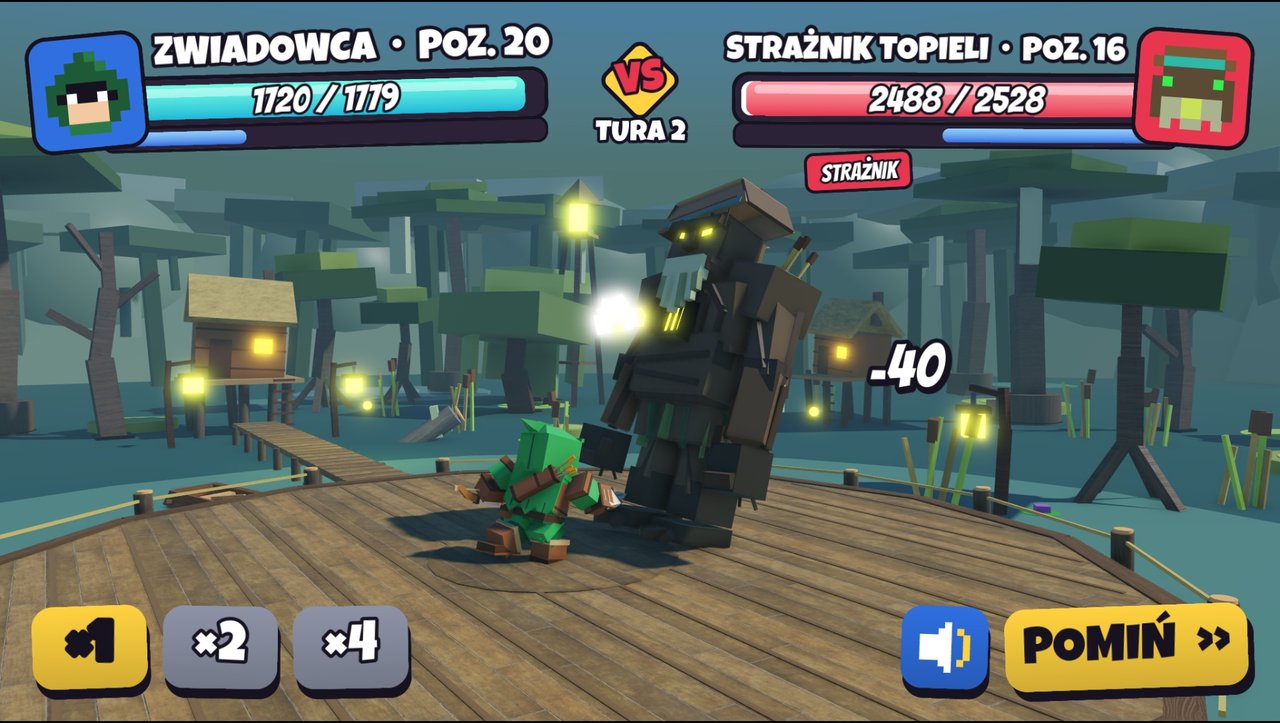 ZWIADOWCA • POZ. 20
1720 / 1779
VS
TURA 2
STRAŻNIK TOPIELI • POZ. 16
2488 / 2528
STRAŻNIK
-40
×1
×2
×4
POMIŃ >>